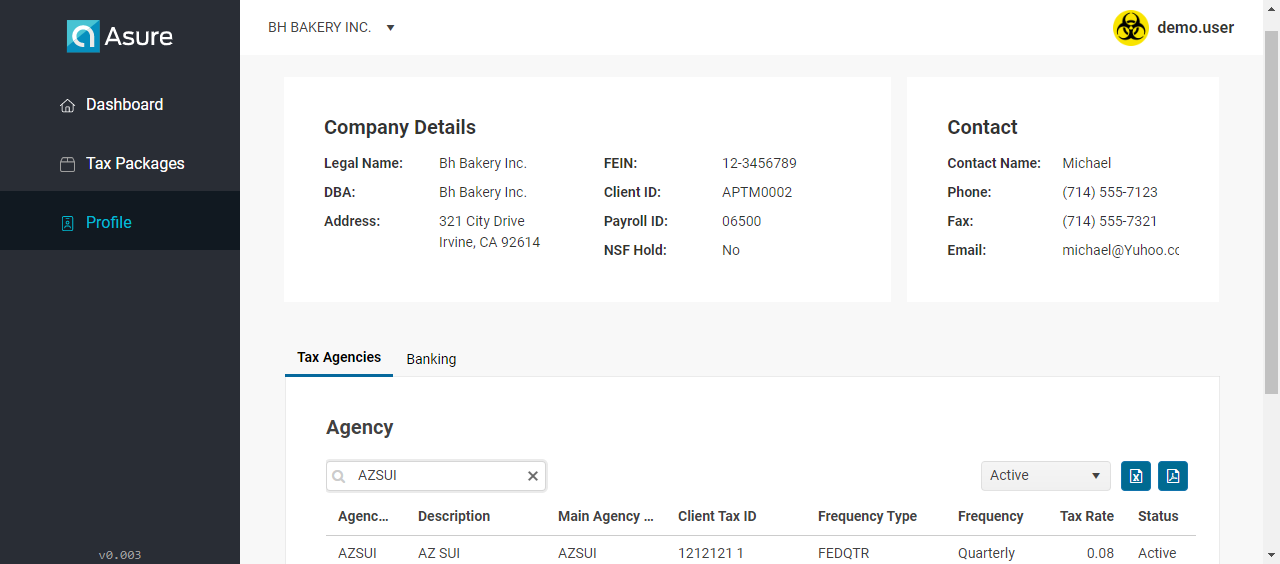 Asure
BH BAKERY INC.
demo.user
Dashboard
Tax Packages
Profile
v0.003
Company Details
Legal Name: Bh Bakery Inc. FEIN: 12-3456789
DBA: Bh Bakery Inc. Client ID: APTM0002
Address: 321 City Drive Payroll ID: 06500
Irvine, CA 92614
NSF Hold: No
Contact
Contact Name: Michael
Phone: (714) 555-7123
Fax: (714) 555-7321
Email: michael@Yuhoo.cc
Tax Agencies Banking
Agency
AZSUI Active
Agenc... Description Main Agency ... Client Tax ID Frequency Type Frequency Tax Rate Status
AZSUI AZ SUI AZSUI 1212121 1 FEDQTR Quarterly 0.08 Active